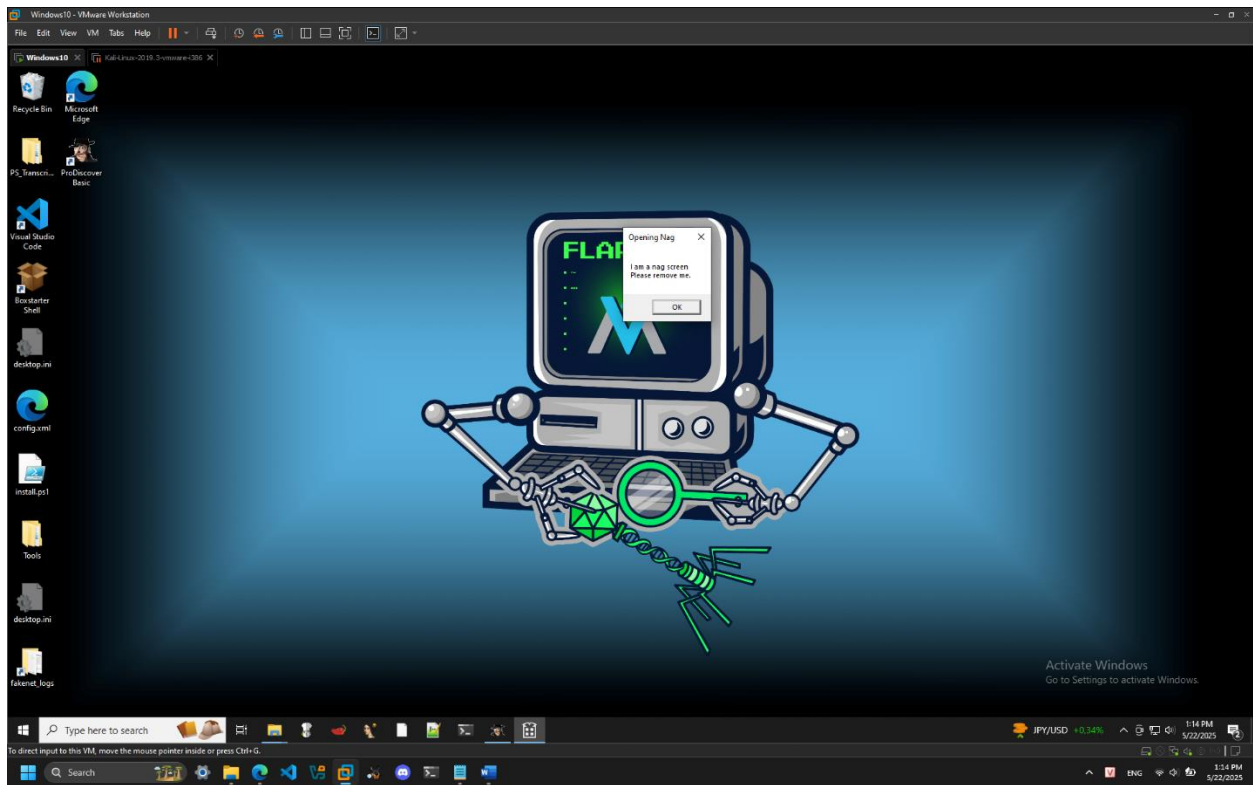 Windows10 - VMware Workstation
File Edit View VM Tabs Help
Windows10
Kali-Linux-2019.3-vmware-i386
Recycle Bin
Microsoft
Edge
PS_Transcri...
ProDiscover
Basic
Visual Studio
Code
Boxstarter
Shell
desktop.ini
config.xml
install.ps1
Tools
desktop.ini
fakenet_logs
FLA
Opening Nag
I am a nag screen
Please remove me.
OK
Activate Windows
Go to Settings to activate Windows.
Type here to search
JPY/USD +0,34%
1:14 PM
5/22/2025
2
To direct input to this VM, move the mouse pointer inside or press Ctrl+G.
Search
V
ENG
1:14 PM
5/22/2025